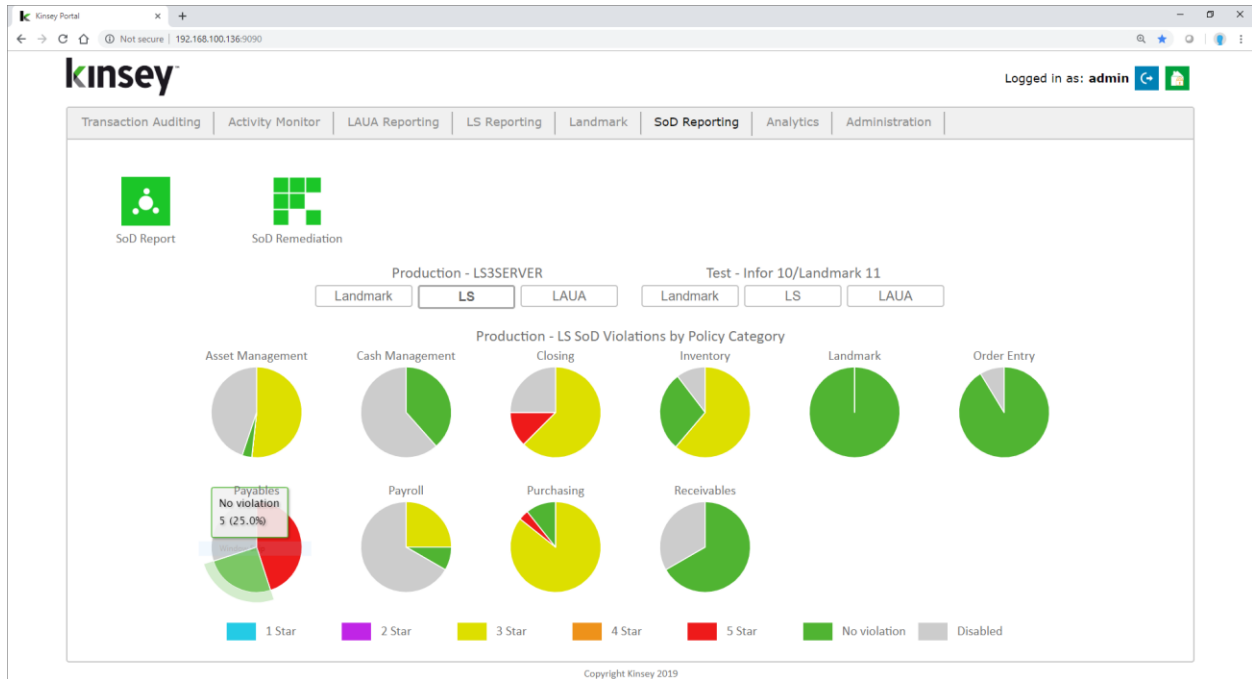 Kinsey Portal
Not secure | 192.168.100.136:9090
kinsey
Logged in as: admin
Transaction Auditing Activity Monitor LAUA Reporting LS Reporting Landmark SoD Reporting Analytics Administration
SoD Report SoD Remediation
Production - LS3SERVER Test - Infor 10/Landmark 11
Landmark LS LAUA Landmark LS LAUA
Production - LS SoD Violations by Policy Category
Asset Management Cash Management Closing Inventory Landmark Order Entry
Payables Payroll Purchasing Receivables
No violation
5 (25.0%)
1 Star 2 Star 3 Star 4 Star 5 Star No violation Disabled
Copyright Kinsey 2019